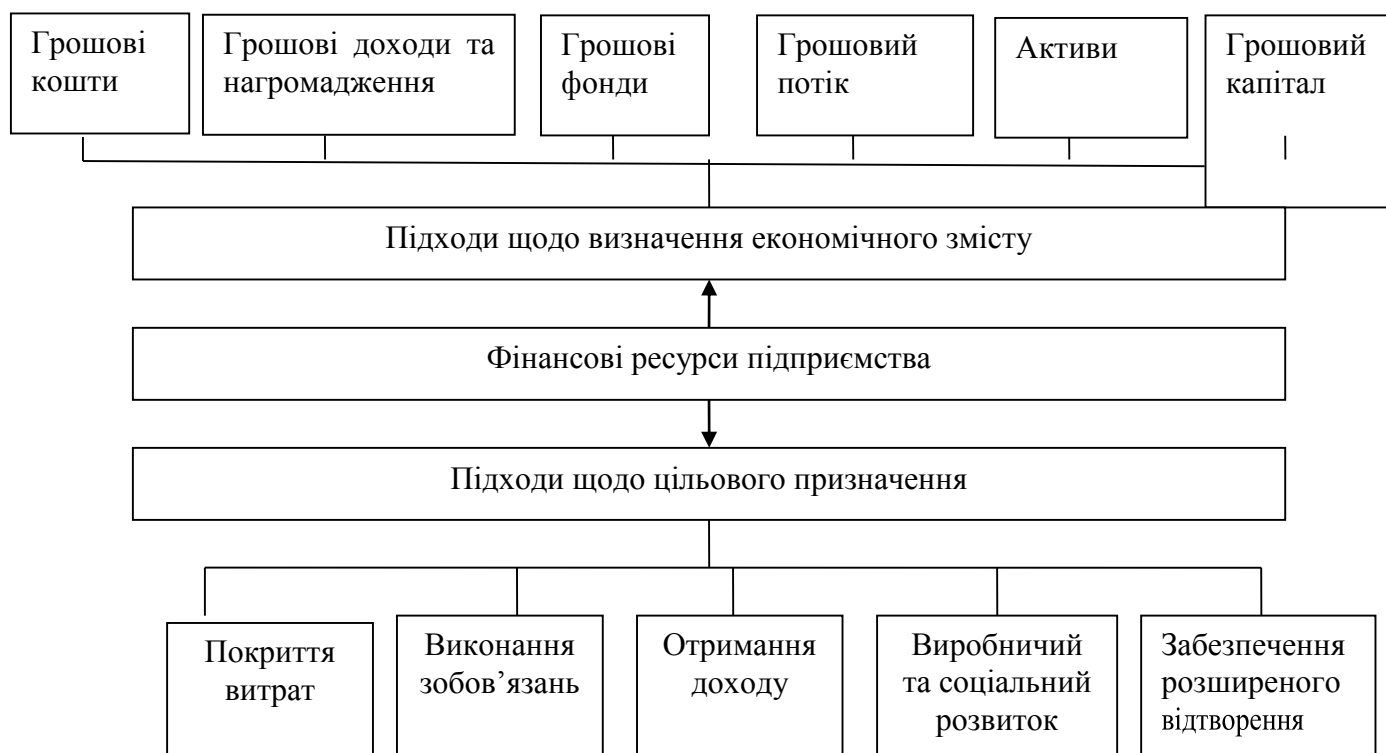 Грошові
кошти
Грошові доходи та
нагромадження
Грошові
фонди
Грошовий
потік
Активи
Грошовий
капітал
Підходи щодо визначення економічного змісту
Фінансові ресурси підприємства
Підходи щодо цільового призначення
Покриття
витрат
Виконання
зобов’язань
Отримання
доходу
Виробничий
та соціальний
розвиток
Забезпечення
розширеного
відтворення